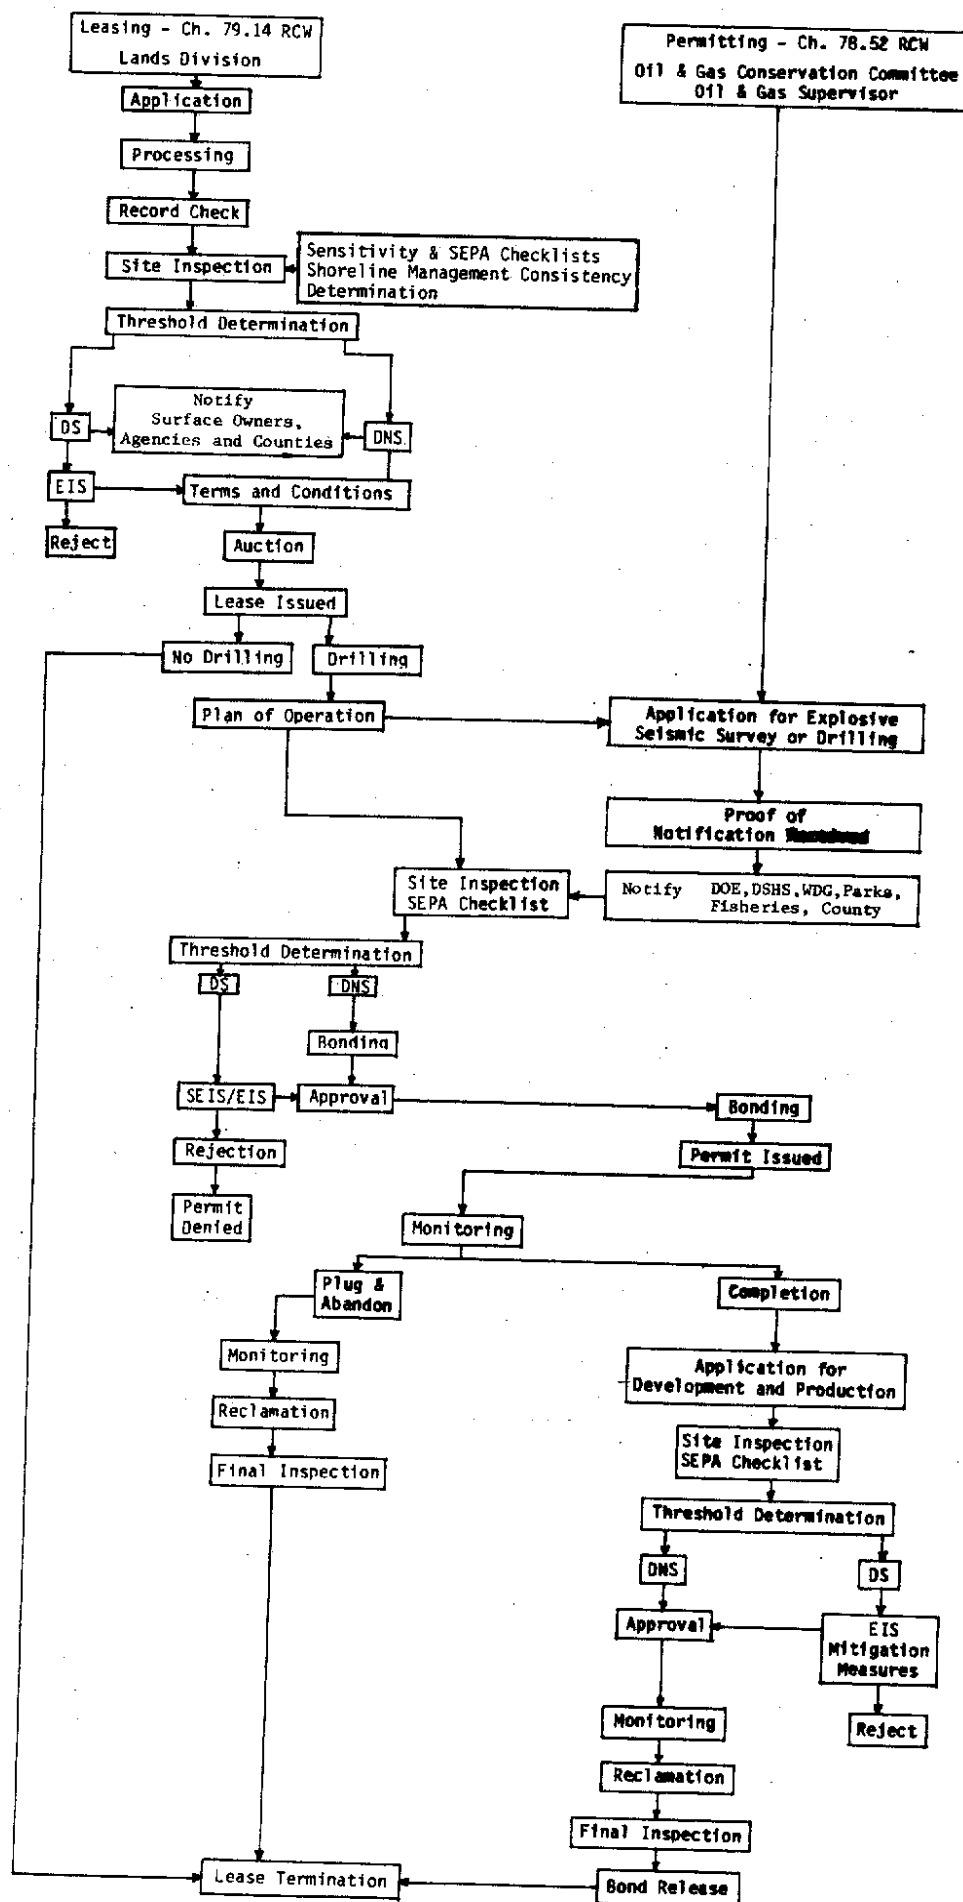 Leasing - Ch. 79.14 RCW
Lands Division
Permitting - Ch. 78.52 RCW
Oil & Gas Conservation Committee
Oil & Gas Supervisor
Application
Processing
Record Check
Site Inspection
Sensitivity & SEPA Checklists
Shoreline Management Consistency
Determination
Threshold Determination
Notify
Surface Owners,
Agencies and Counties
DS
DNS
EIS
Terms and Conditions
Reject
Auction
Lease Issued
No Drilling
Drilling
Plan of Operation
Application for Explosive
Seismic Survey or Drilling
Proof of
Notification
Site Inspection
SEPA Checklist
Notify DOE,DSHS,WDG,Parks,
Fisheries, County
Threshold Determination
DS
DNS
Bonding
SEIS/EIS
Approval
Bonding
Rejection
Permit Issued
Permit
Denied
Monitoring
Plug &
Abandon
Completion
Monitoring
Application for
Development and Production
Reclamation
Site Inspection
SEPA Checklist
Final Inspection
Threshold Determination
DNS
DS
Approval
EIS
Mitigation
Measures
Monitoring
Reject
Reclamation
Final Inspection
Lease Termination
Bond Release